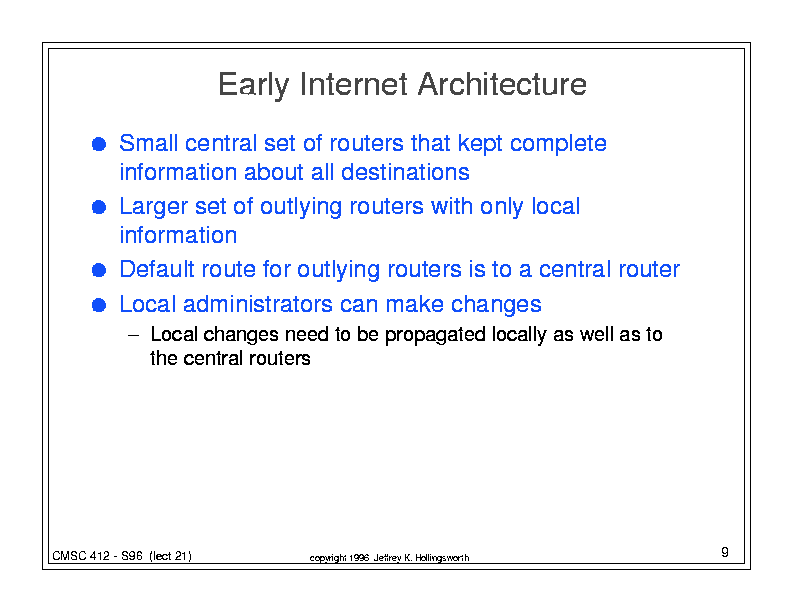 Early Internet Architecture
● Small central set of routers that kept complete
information about all destinations
● Larger set of outlying routers with only local
information
● Default route for outlying routers is to a central router
● Local administrators can make changes
– Local changes need to be propagated locally as well as to
the central routers
CMSC 412 - S96 (lect 21)
copyright 1996 Jeffrey K. Hollingsworth
9